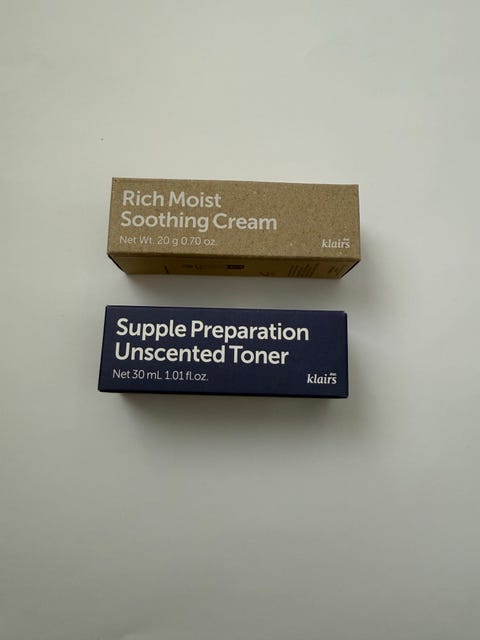 Rich Moist
Soothing Cream
Net Wt. 20 g 0.70 oz.
klairs
Supple Preparation
Unscented Toner
Net 30 mL 1.01 fl.oz.
klairs